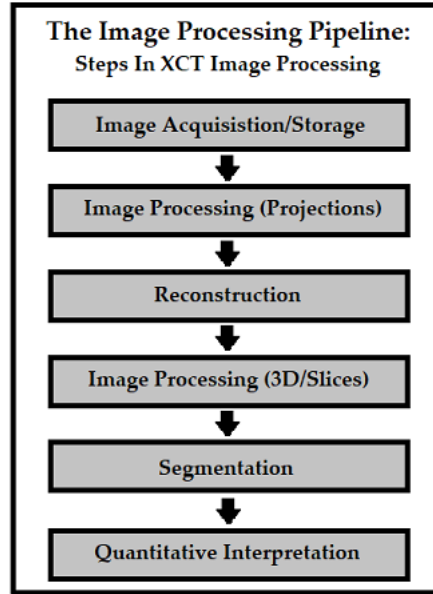 The Image Processing Pipeline:
Steps In XCT Image Processing
Image Acquisistion/Storage
Image Processing (Projections)
Reconstruction
Image Processing (3D/Slices)
Segmentation
Quantitative Interpretation